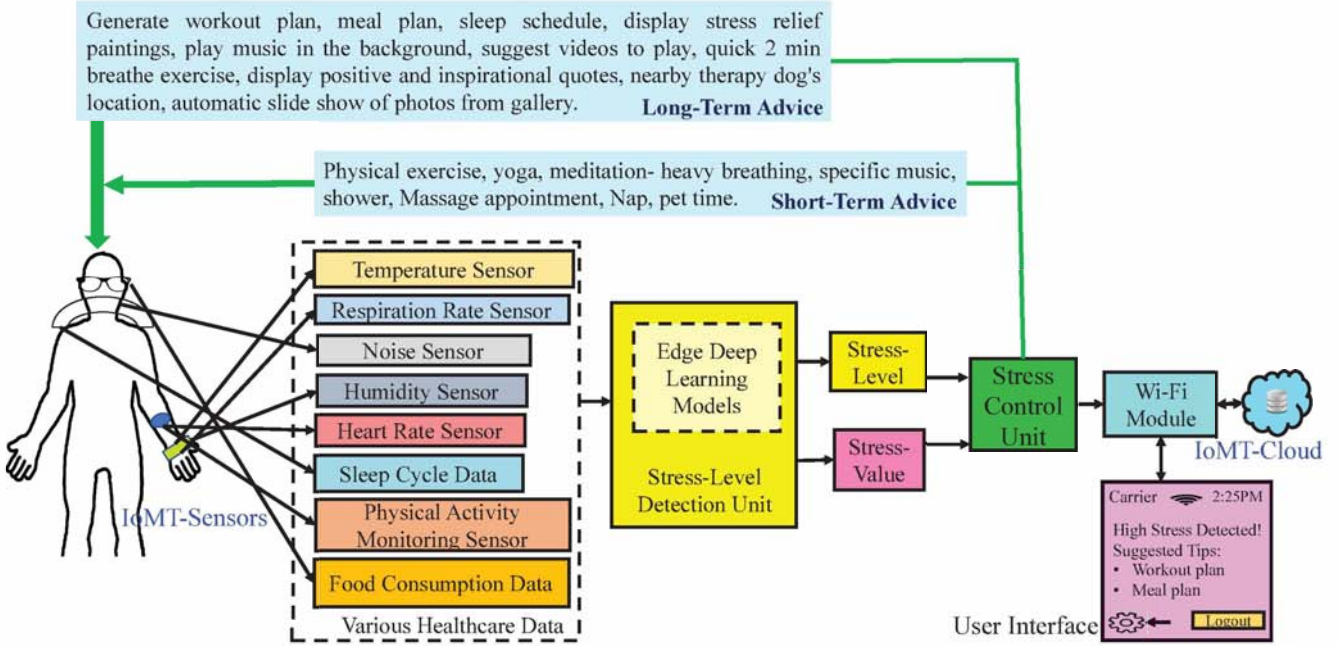 Generate workout plan, meal plan, sleep schedule, display stress relief
paintings, play music in the background, suggest videos to play, quick 2 min
breathe exercise, display positive and inspirational quotes, nearby therapy dog's
location, automatic slide show of photos from gallery.
Long-Term Advice
Physical exercise, yoga, meditation- heavy breathing, specific music,
shower, Massage appointment, Nap, pet time.
Short-Term Advice
IoMT-Sensors
Temperature Sensor
Respiration Rate Sensor
Noise Sensor
Humidity Sensor
Heart Rate Sensor
Sleep Cycle Data
Physical Activity
Monitoring Sensor
Food Consumption Data
Various Healthcare Data
Edge Deep
Learning
Models
Stress-Level
Detection Unit
Stress-
Level
Stress-
Value
Stress
Control
Unit
Wi-Fi
Module
IoMT-Cloud
Carrier 2:25PM
High Stress Detected!
Suggested Tips:
• Workout plan
• Meal plan
Logout
User Interface